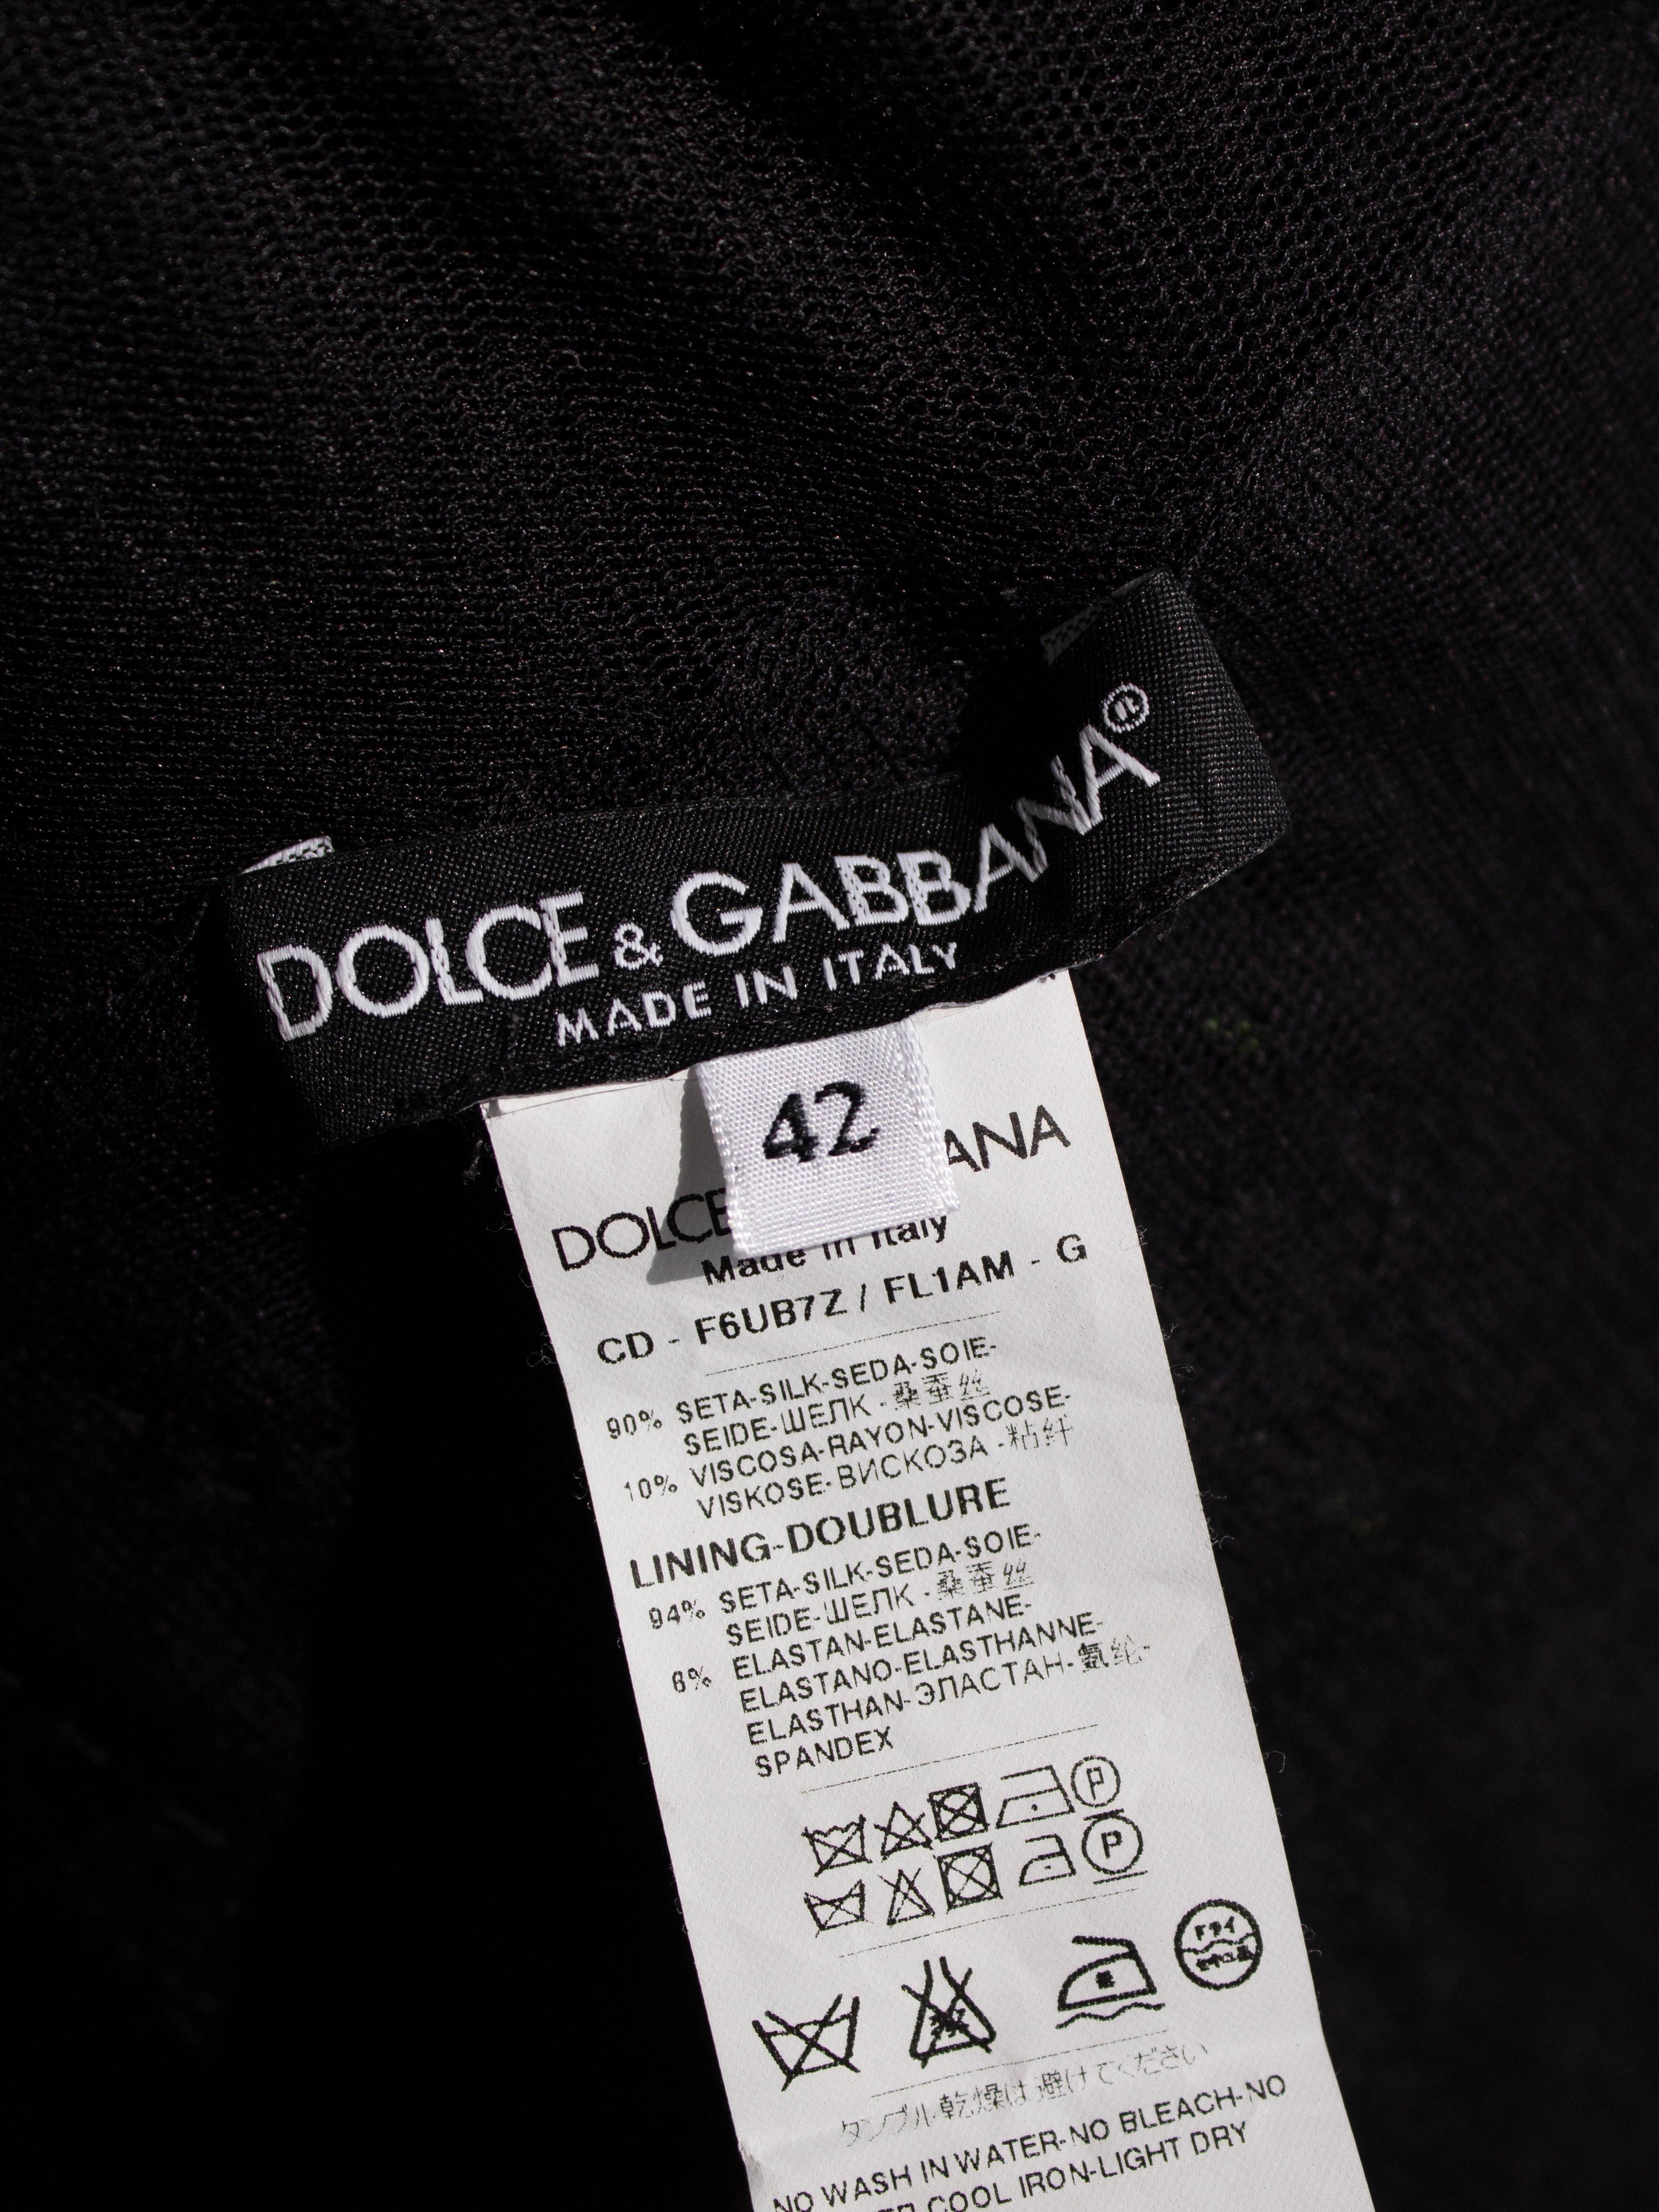 DOLCE & GABBANA®
MADE IN ITALY
42
DOLCE ANA
Made in Italy
CD - F6UB7Z / FL1AM - G
90% SETA-SILK-SEDA-SOIE-
SEIDE-ШЕЛК-桑蚕丝
10% VISCOSA-RAYON-VISCOSE-
VISKOSE-ВИСКОЗА-粘纤
LINING-DOUBLURE
94% SETA-SILK-SEDA-SOIE-
SEIDE-ШЕЛК-桑蚕丝
6% ELASTAN-ELASTANE-
ELASTANO-ELASTHANNE-
ELASTHAN-ЭЛАСТАН-氨纶-
SPANDEX
P
P
ドライ
タンブル乾燥はお避けてください
NO WASH IN WATER-NO BLEACH-NO
COOL IRON-LIGHT DRY